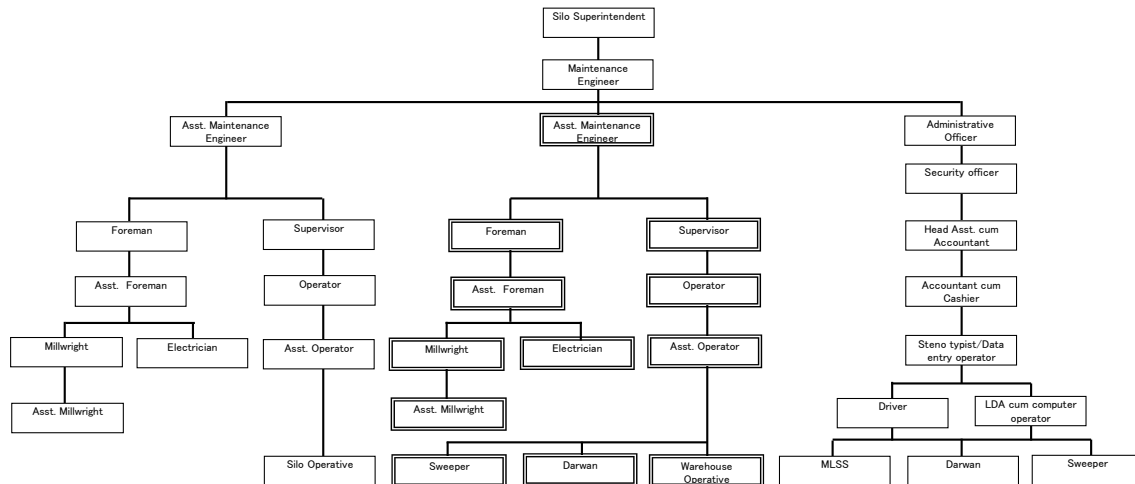 Silo Superintendent
Maintenance
Engineer
Asst. Maintenance
Engineer
Asst. Maintenance
Engineer
Administrative
Officer
Security officer
Foreman
Supervisor
Foreman
Supervisor
Head Asst. cum
Accountant
Asst. Foreman
Operator
Asst. Foreman
Operator
Accountant cum
Cashier
Millwright
Electrician
Asst. Operator
Millwright
Electrician
Asst. Operator
Steno typist/Data
entry operator
Asst. Millwright
Asst. Millwright
Driver
LDA cum computer
operator
Silo Operative
Sweeper
Darwan
Warehouse
Operative
MLSS
Darwan
Sweeper